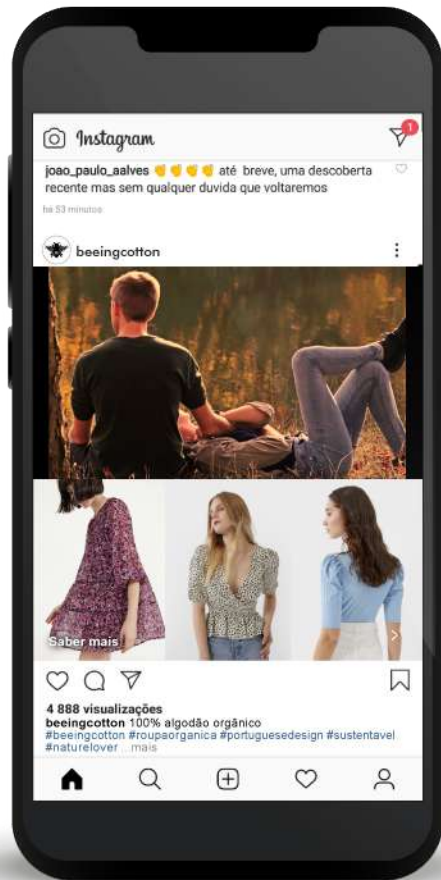 Instagram
1
joao_paulo_aalves ☝☝☝☝ até breve, uma descoberta
recente mas sem qualquer duvida que voltaremos
há 53 minutos
beeingcotton
Saber mais
4 888 visualizações
beeingcotton 100% algodão orgânico
#beeingcotton #roupaorganica #portuguesedesign #sustentavel
#naturelover ...mais